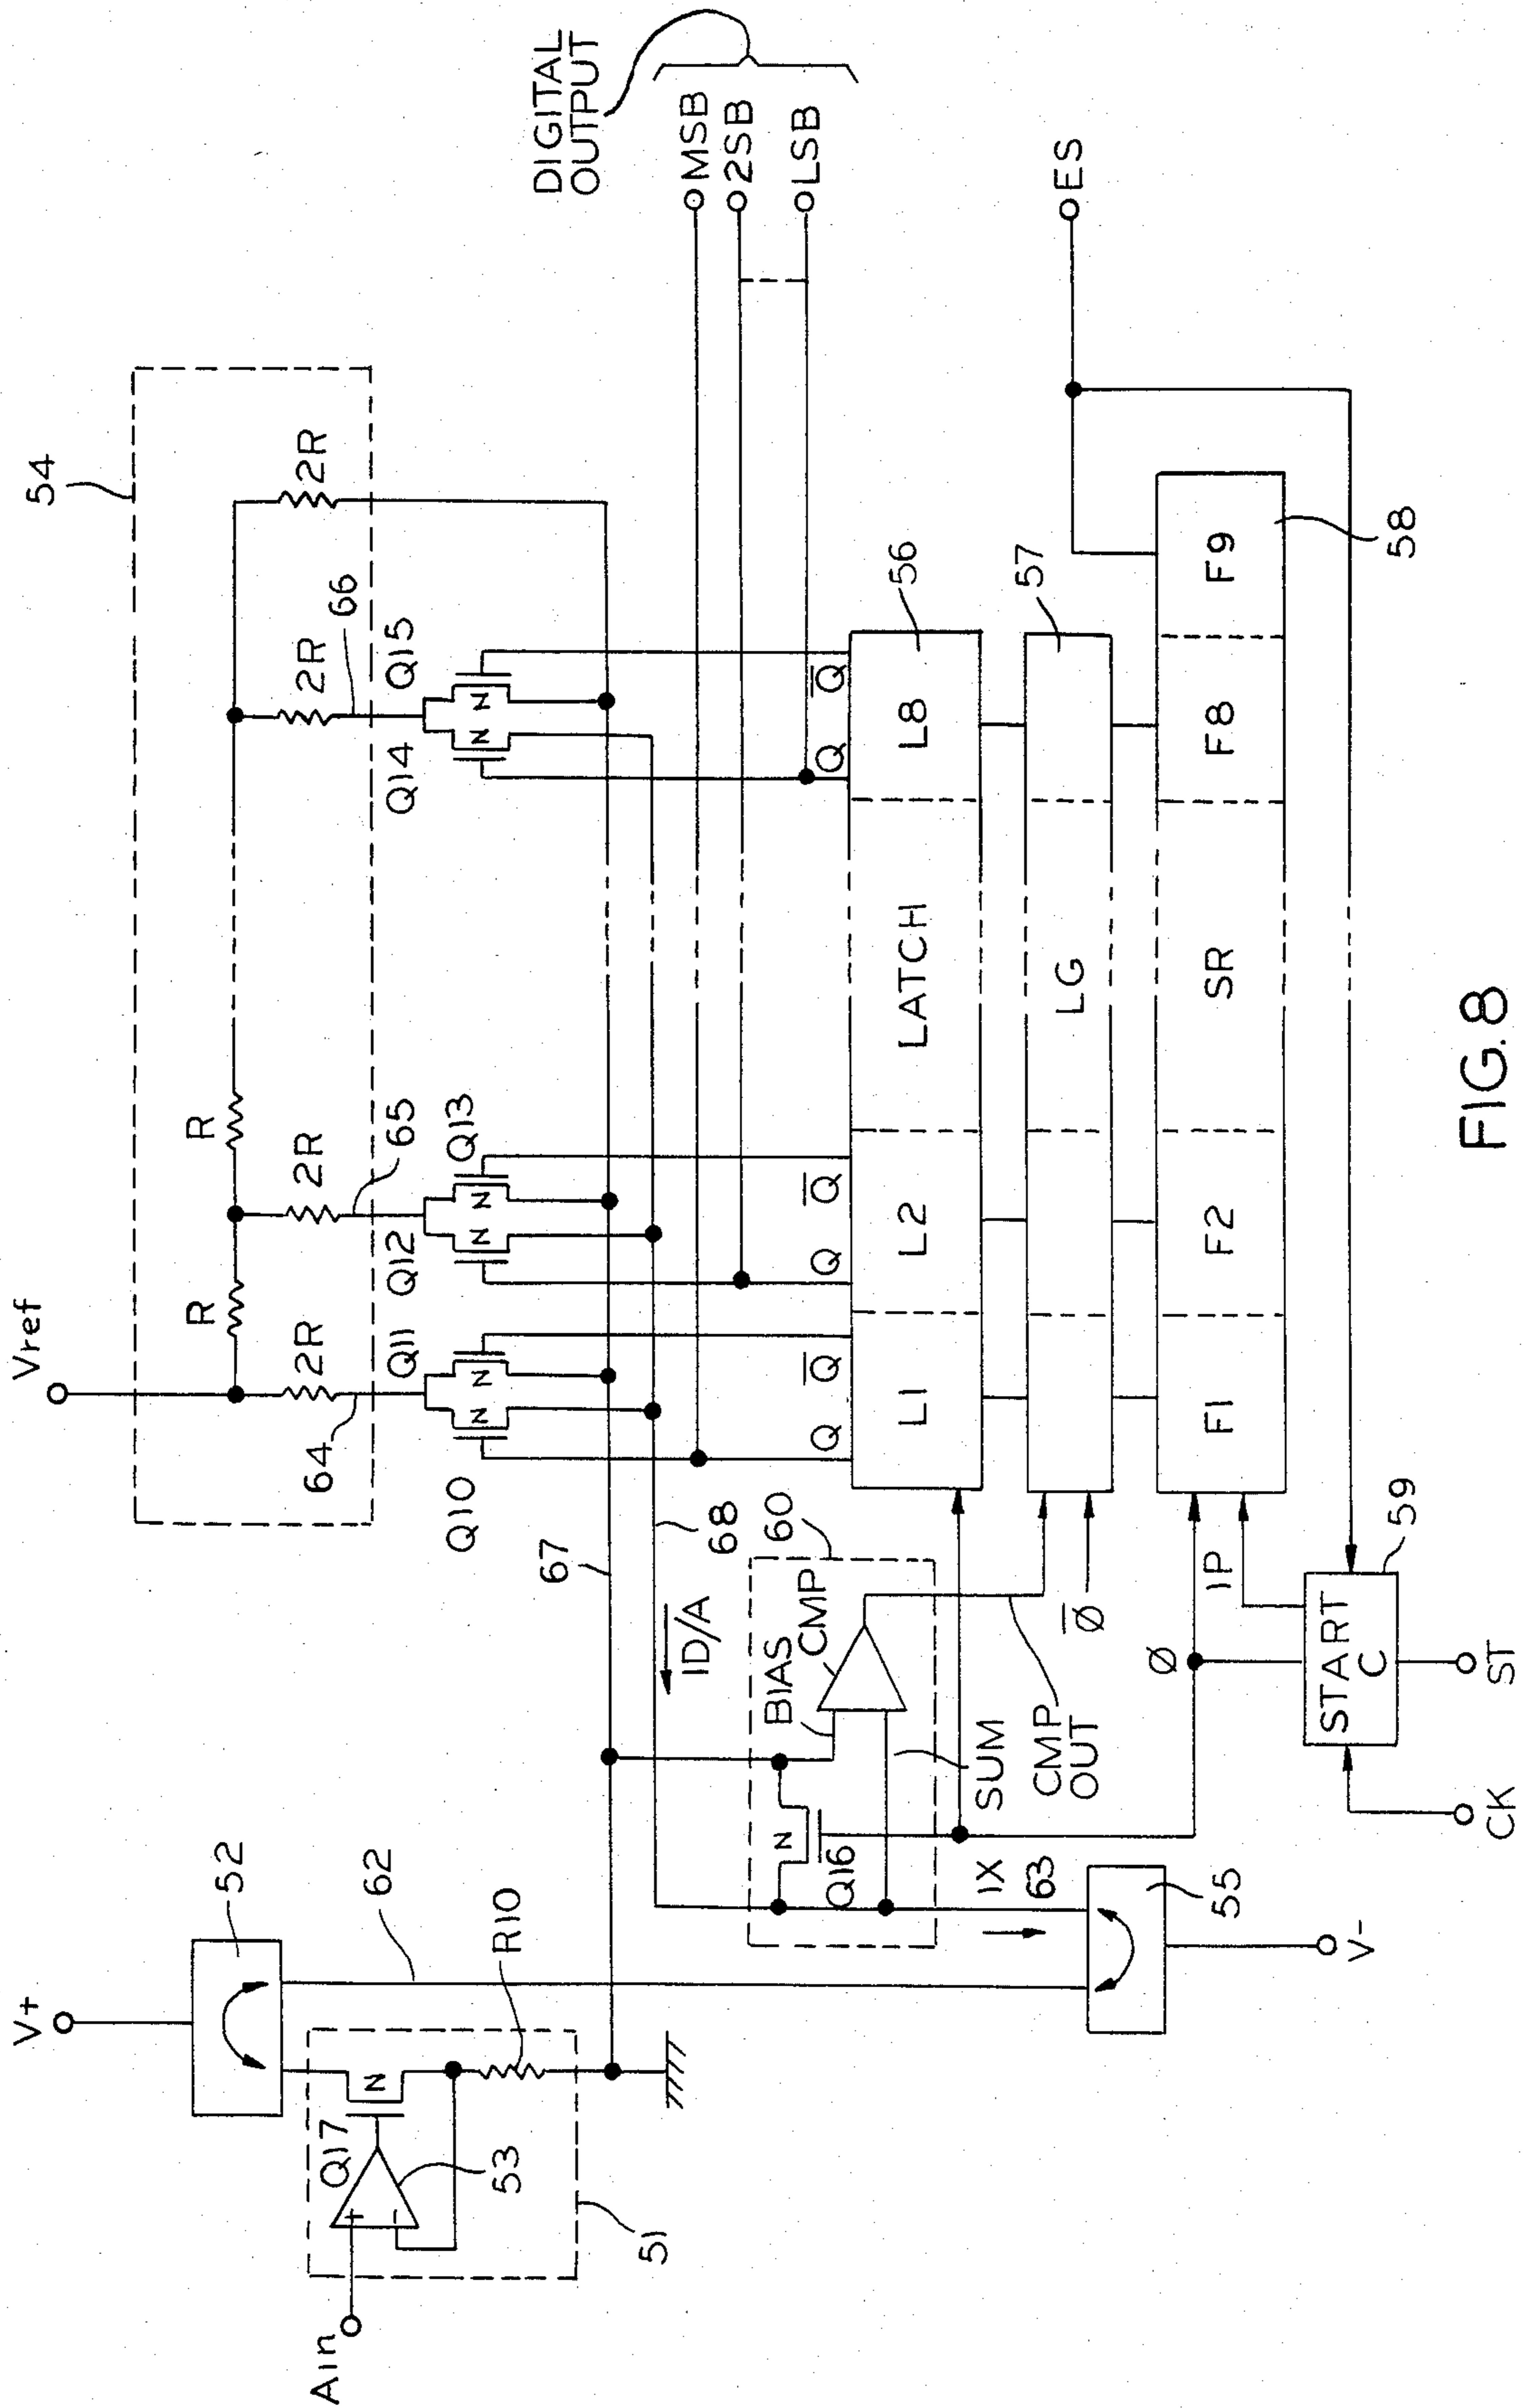 Vref
54
R
R
2R
2R
2R
2R
64
65
66
Q10
Q11
Q12
Q13
Q14
Q15
N
N
N
N
N
N
DIGITAL
OUTPUT
MSB
2SB
LSB
V+
52
62
Q17
N
53
R10
Ain
51
67
68
ID/A
60
BIAS
CMP
N
Q16
SUM
CMP
OUT
IX
63
55
V-
Q
Q̅
Q
Q̅
Q
Q̅
L1
L2
LATCH
L8
56
LG
57
Ø̅
Ø
IP
F1
F2
SR
F8
F9
58
ES
START
C
59
CK
ST
+
-
FIG.8